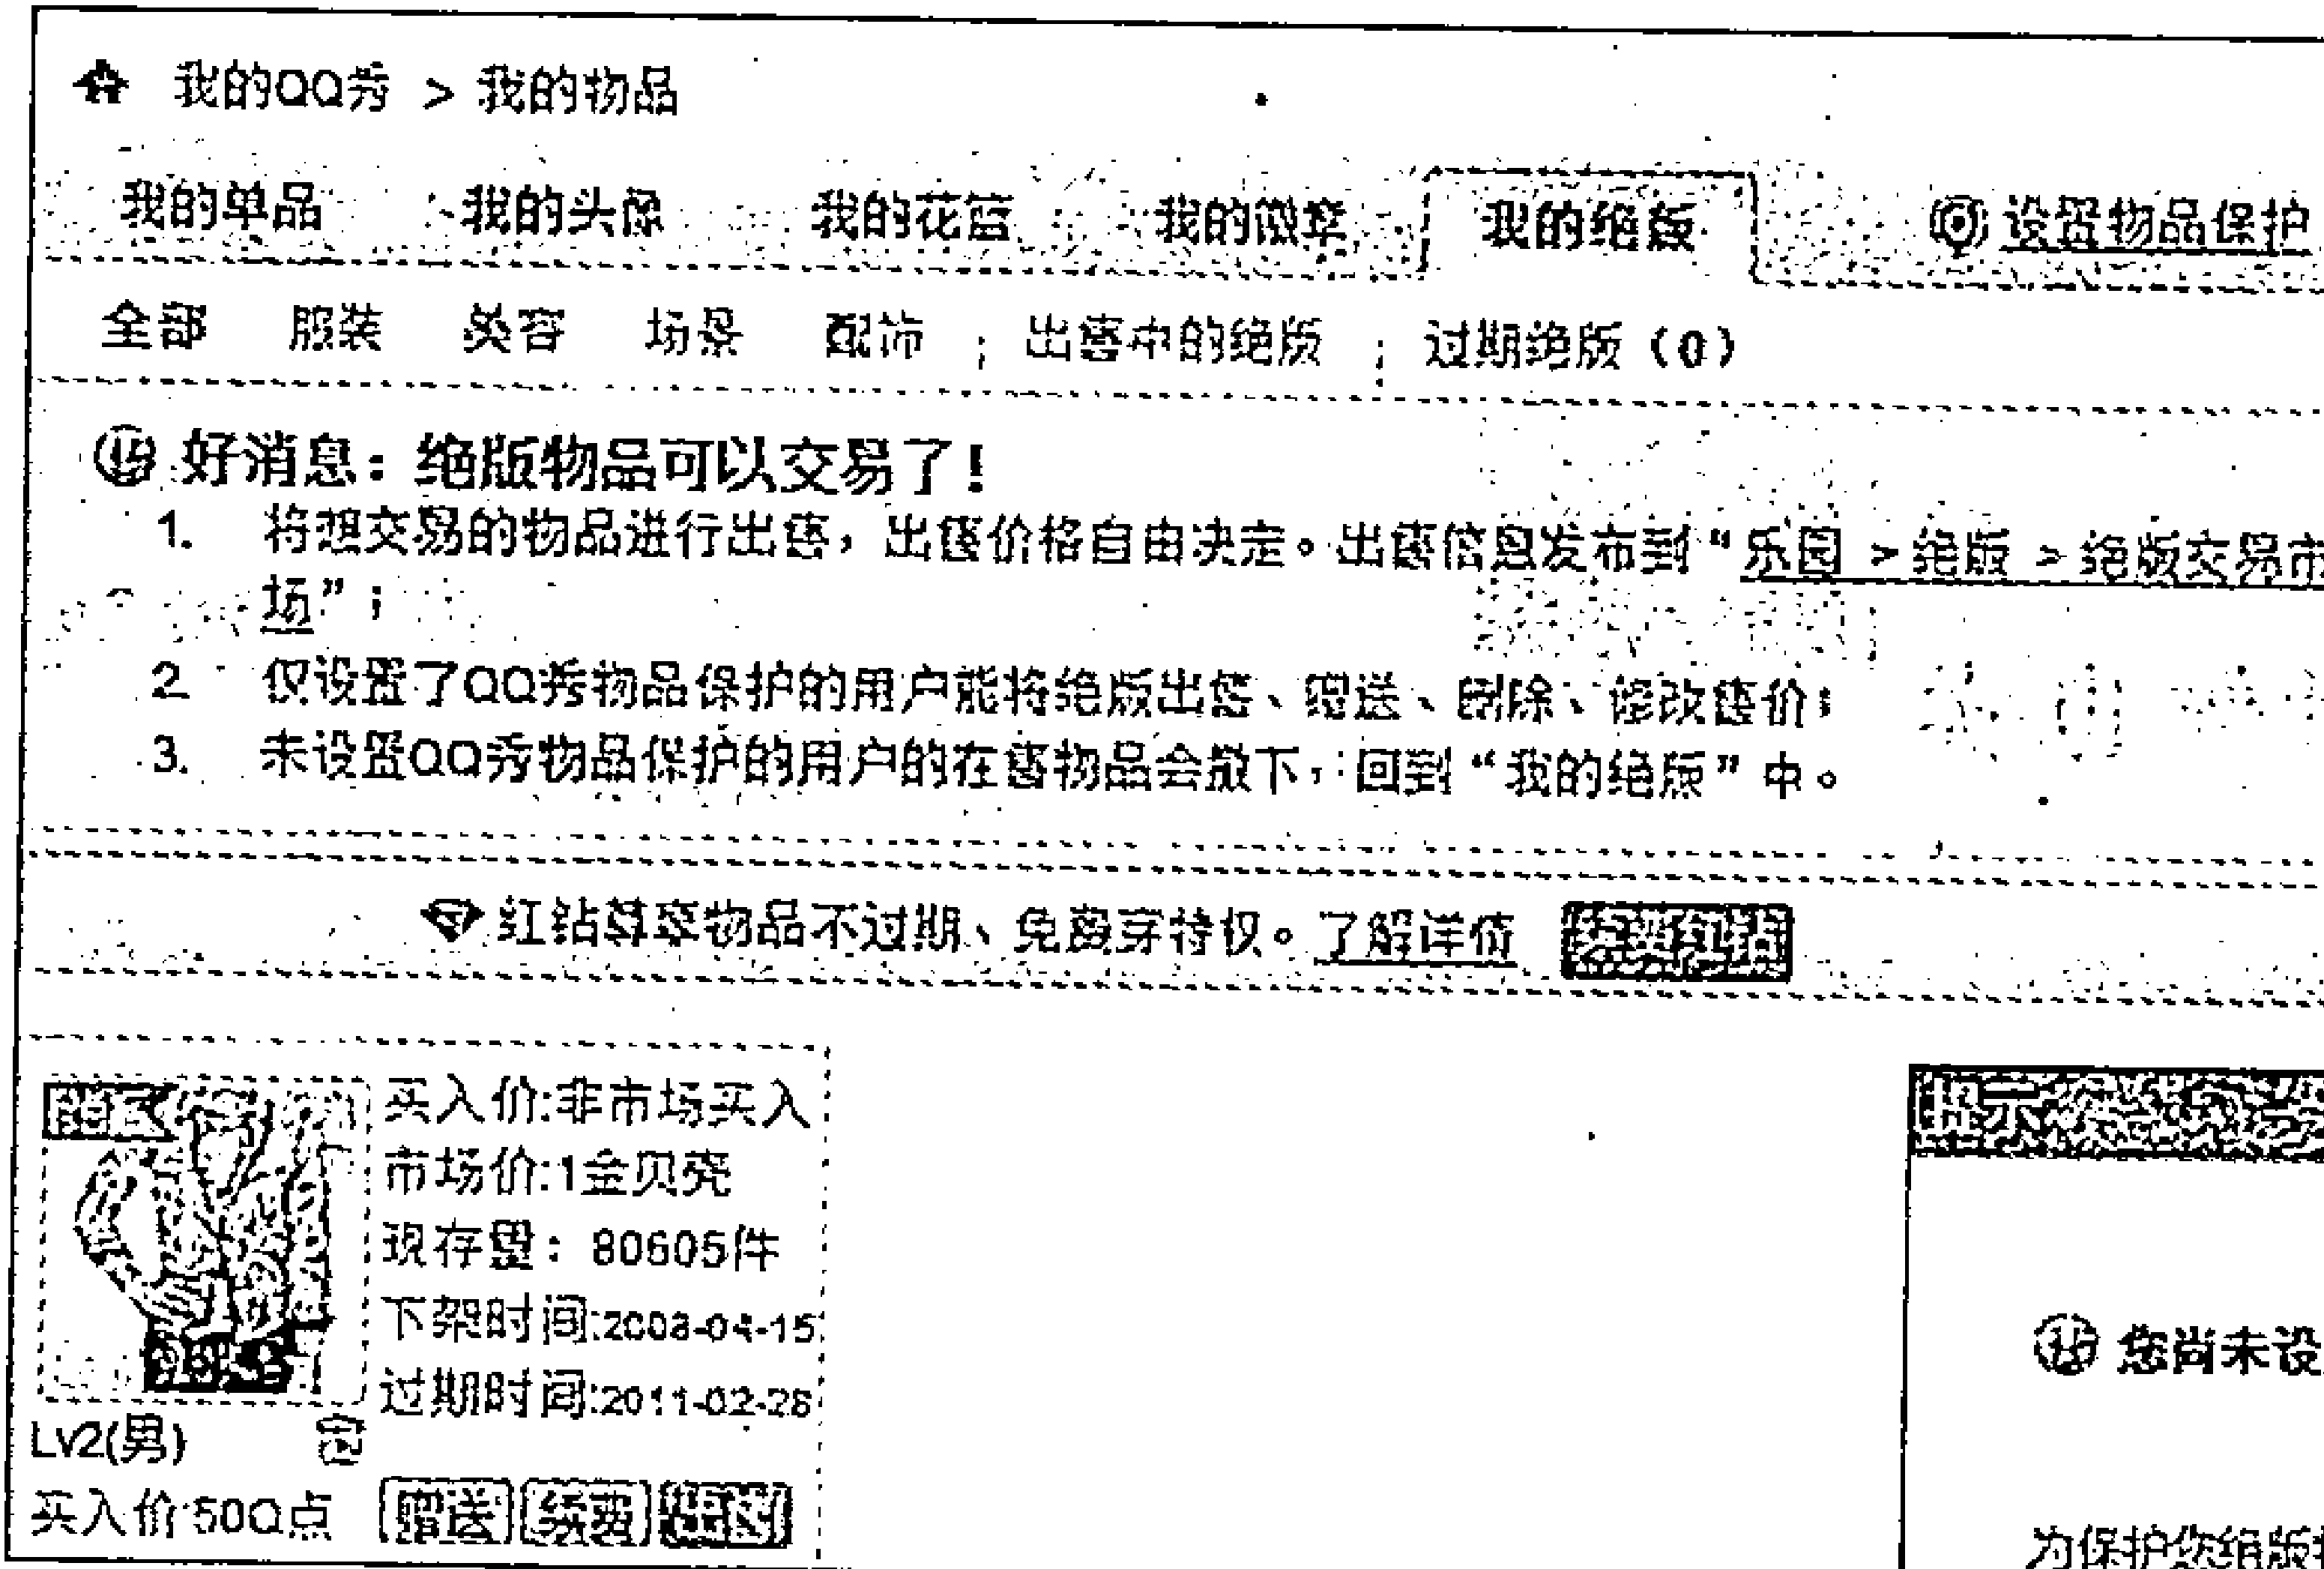 我的QQ秀 > 我的物品
我的单品 我的头像 我的花篮 我的徽章 我的绝版 设置物品保护
全部 服装 美容 场景 配饰 出售中的绝版 过期绝版（0）
好消息：绝版物品可以交易了！
1. 将想交易的物品进行出售，出售价格自由决定。出售信息发布到“乐园 > 绝版 > 绝版交易市
场”；
2. 仅设置了QQ秀物品保护的用户能将绝版出售、赠送、删除、修改售价；
3. 未设置QQ秀物品保护的用户的在售物品会撤下，回到“我的绝版”中。
红钻尊享物品不过期、免费穿特权。了解详情
买入价:非市场买入
市场价:1金贝壳
现存量：80605件
下架时间:2008-04-15
过期时间:2011-02-28
Lv2(男)
买入价:50Q点 赠送 续费 出售
您尚未设
为保护您绝版